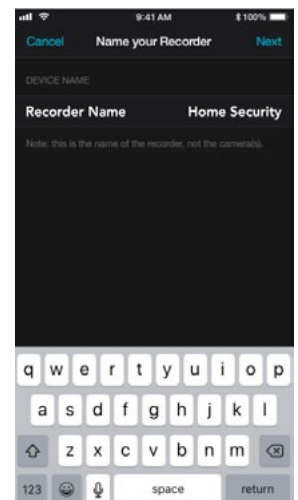 9:41 AM 100%
Cancel Name your Recorder Next
DEVICE NAME
Recorder Name Home Security
Note: this is the name of the recorder, not the camera(s).
q w e r t y u i o p
a s d f g h j k l
z x c v b n m
123 space return